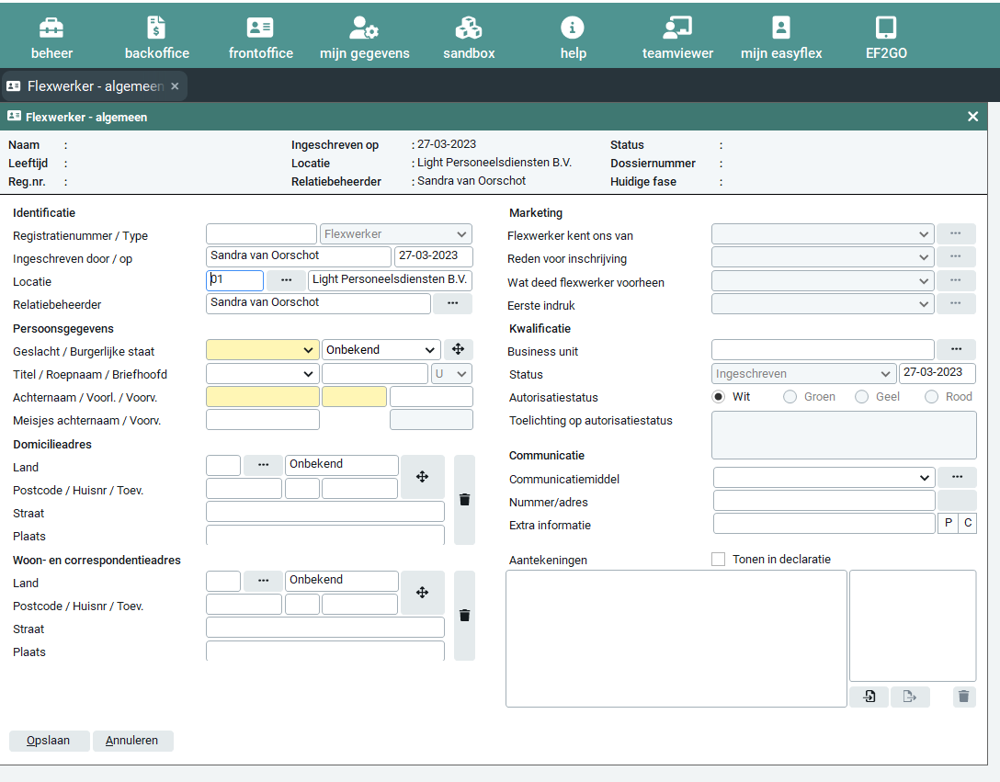 beheer backoffice frontoffice mijn gegevens sandbox help teamviewer mijn easyflex EF2GO
Flexwerker - algemeen ×
Flexwerker - algemeen ×
Naam : Ingeschreven op : 27-03-2023 Status :
Leeftijd : Locatie : Light Personeelsdiensten B.V. Dossiernummer :
Reg.nr. : Relatiebeheerder : Sandra van Oorschot Huidige fase :
Identificatie
Registratienummer / Type Flexwerker
Ingeschreven door / op Sandra van Oorschot 27-03-2023
Locatie 01 ... Light Personeelsdiensten B.V.
Relatiebeheerder Sandra van Oorschot ...
Persoonsgegevens
Geslacht / Burgerlijke staat Onbekend
Titel / Roepnaam / Briefhoofd U
Achternaam / Voorl. / Voorv.
Meisjes achternaam / Voorv.
Domicilieadres
Land ... Onbekend
Postcode / Huisnr / Toev.
Straat
Plaats
Woon- en correspondentieadres
Land ... Onbekend
Postcode / Huisnr / Toev.
Straat
Plaats
Marketing
Flexwerker kent ons van ...
Reden voor inschrijving ...
Wat deed flexwerker voorheen ...
Eerste indruk ...
Kwalificatie
Business unit ...
Status Ingeschreven 27-03-2023
Autorisatiestatus Wit Groen Geel Rood
Toelichting op autorisatiestatus
Communicatie
Communicatiemiddel ...
Nummer/adres
Extra informatie P C
Aantekeningen Tonen in declaratie
Opslaan Annuleren